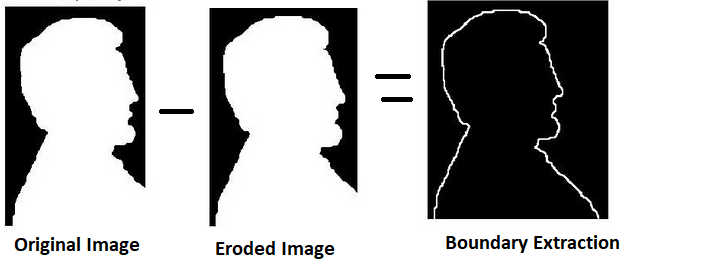 Original Image
Eroded Image
Boundary Extraction